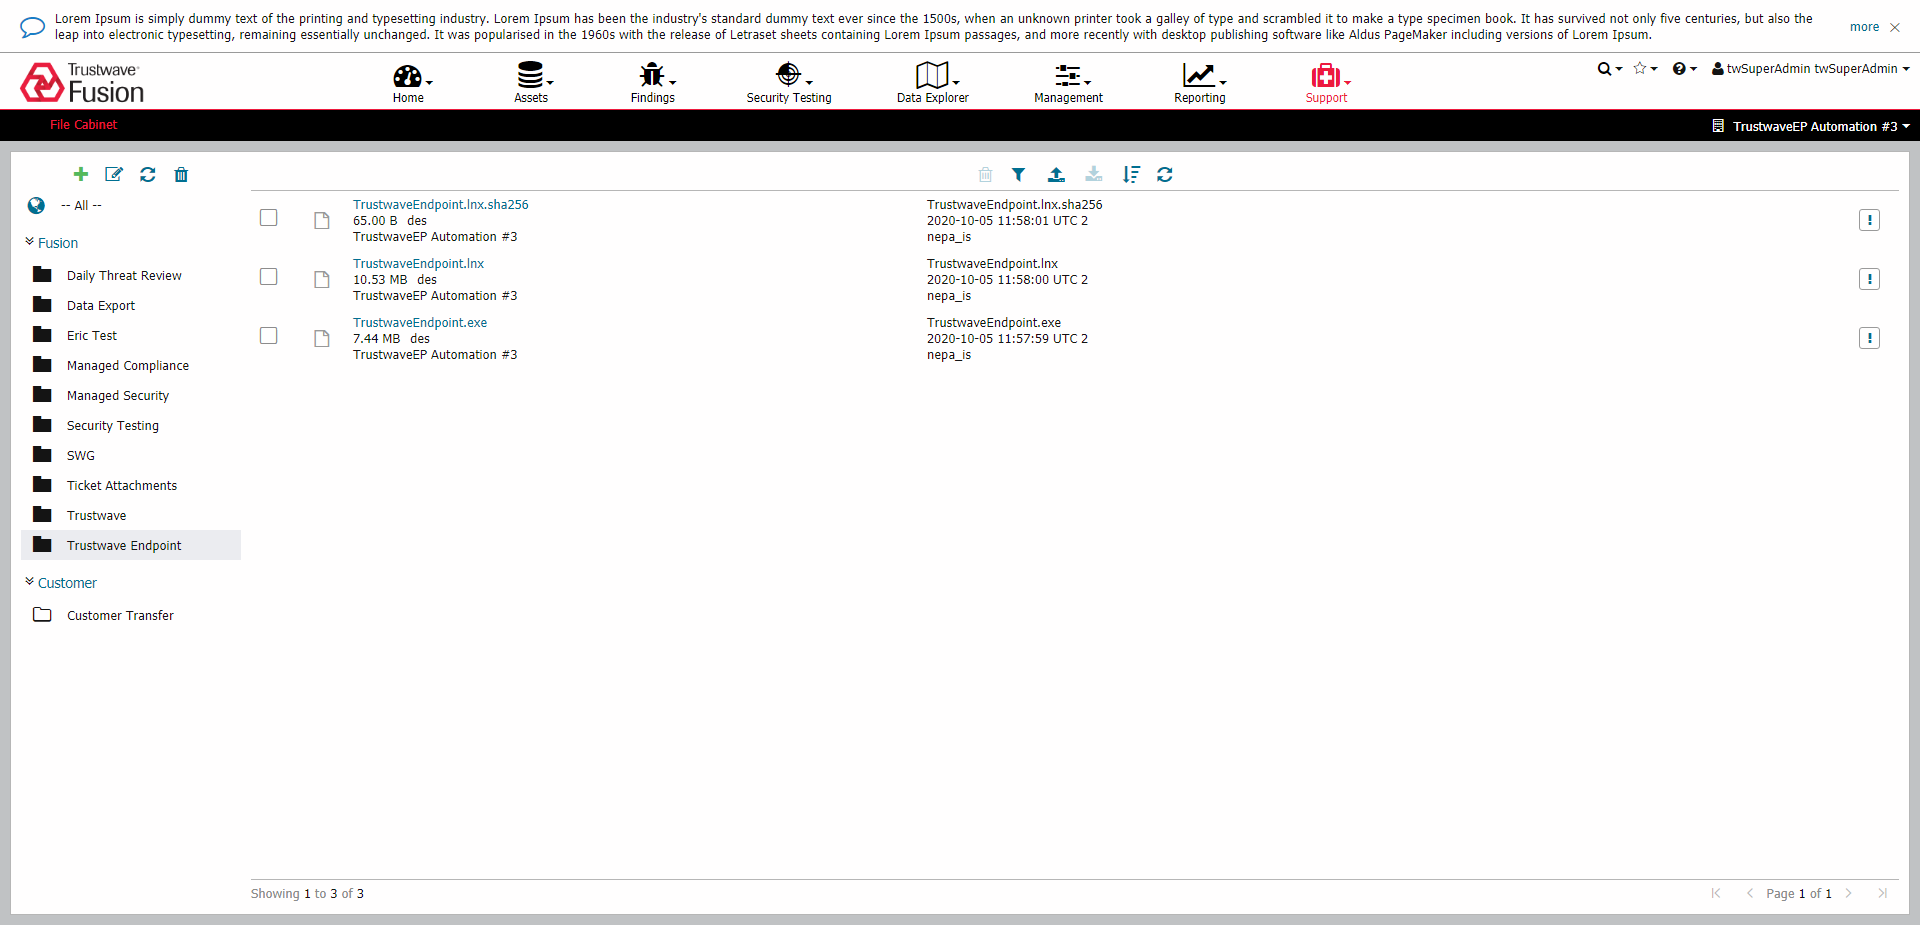 Lorem Ipsum is simply dummy text of the printing and typesetting industry. Lorem Ipsum has been the industry's standard dummy text ever since the 1500s, when an unknown printer took a galley of type and scrambled it to make a type specimen book. It has survived not only five centuries, but also the
leap into electronic typesetting, remaining essentially unchanged. It was popularised in the 1960s with the release of Letraset sheets containing Lorem Ipsum passages, and more recently with desktop publishing software like Aldus PageMaker including versions of Lorem Ipsum.
more
Trustwave
Fusion
Home
Assets
Findings
Security Testing
Data Explorer
Management
Reporting
Support
twSuperAdmin twSuperAdmin
File Cabinet
TrustwaveEP Automation #3
-- All --
Fusion
Daily Threat Review
Data Export
Eric Test
Managed Compliance
Managed Security
Security Testing
SWG
Ticket Attachments
Trustwave
Trustwave Endpoint
Customer
Customer Transfer
TrustwaveEndpoint.lnx.sha256
65.00 B des
TrustwaveEP Automation #3
TrustwaveEndpoint.lnx.sha256
2020-10-05 11:58:01 UTC 2
nepa_is
TrustwaveEndpoint.lnx
10.53 MB des
TrustwaveEP Automation #3
TrustwaveEndpoint.lnx
2020-10-05 11:58:00 UTC 2
nepa_is
TrustwaveEndpoint.exe
7.44 MB des
TrustwaveEP Automation #3
TrustwaveEndpoint.exe
2020-10-05 11:57:59 UTC 2
nepa_is
Showing 1 to 3 of 3
Page 1 of 1